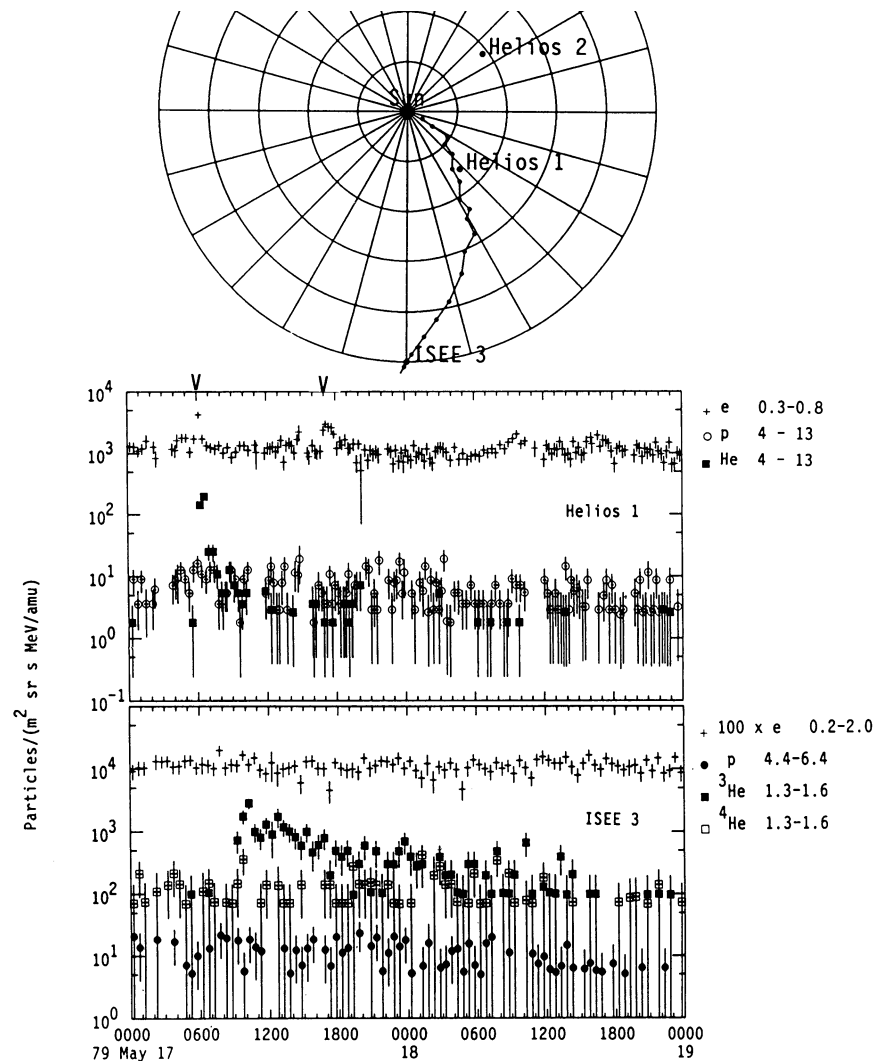 Helios 2
Sun
Helios 1
ISEE 3
V V
10^4
10^3
10^2
10^1
10^0
10^-1
+ e 0.3-0.8
○ p 4 - 13
■ He 4 - 13
Helios 1
Particles/(m^2 sr s MeV/amu)
10^4
10^3
10^2
10^1
10^0
+ 100 x e 0.2-2.0
● p 4.4-6.4
■ ^3He 1.3-1.6
□ ^4He 1.3-1.6
ISEE 3
0000 0600 1200 1800 0000 0600 1200 1800 0000
79 May 17 18 19